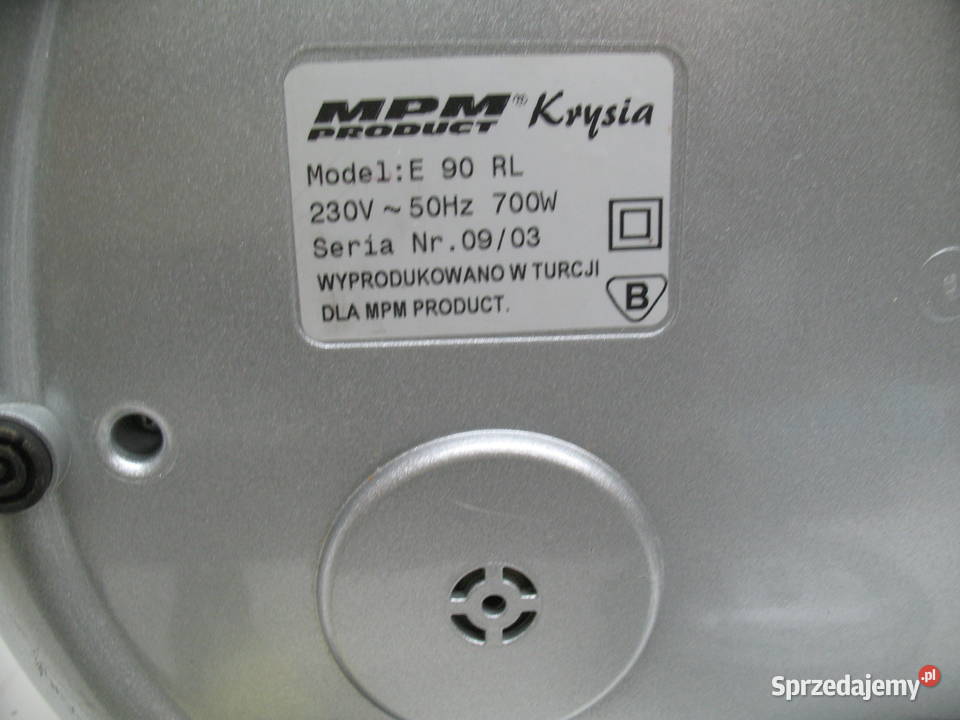 MPM® Krysia
PRODUCT
Model:E 90 RL
230V ~ 50Hz 700W
Seria Nr.09/03
WYPRODUKOWANO W TURCJI
DLA MPM PRODUCT.
B
Sprzedajemy.pl